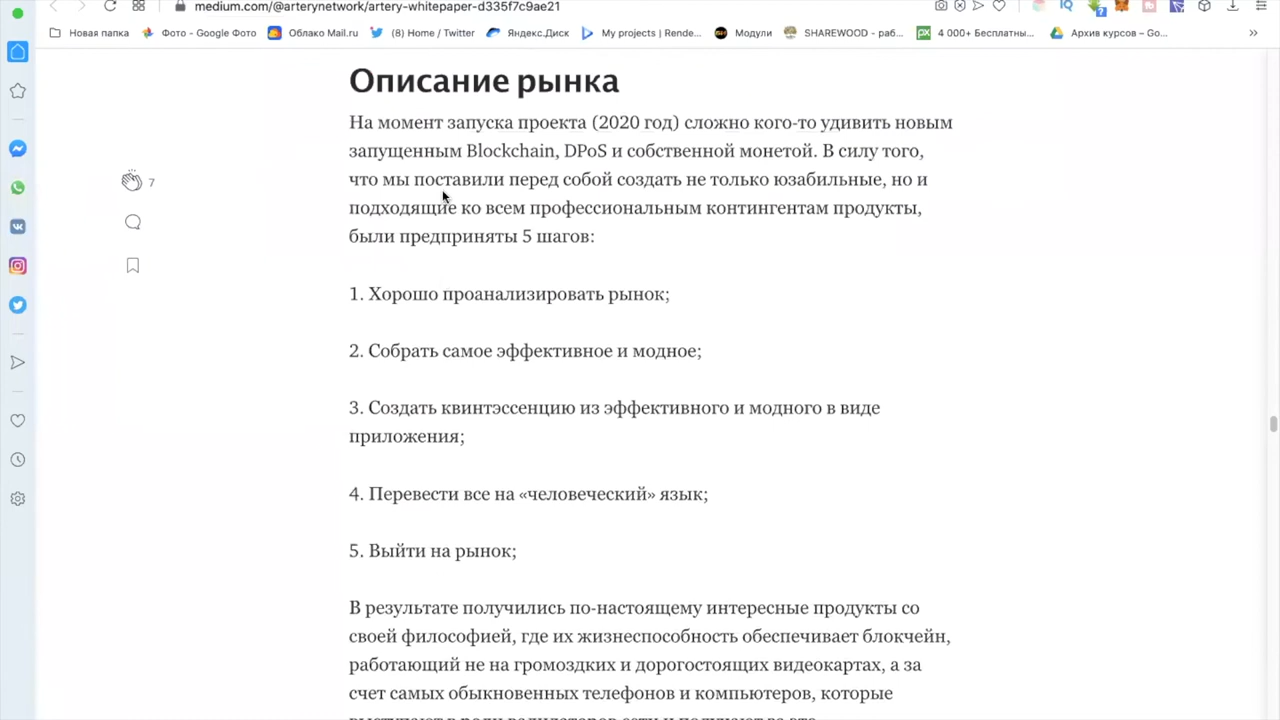 medium.com/@arterynetwork/artery-whitepaper-d335f7c9ae21
Новая папка
Фото - Google Фото
Облако Mail.ru
(8) Home / Twitter
Яндекс.Диск
My projects | Rende...
Модули
SHAREWOOD - раб...
4 000+ Бесплатны...
Архив курсов – Go...
Описание рынка
На момент запуска проекта (2020 год) сложно кого-то удивить новым
запущенным Blockchain, DPoS и собственной монетой. В силу того,
что мы поставили перед собой создать не только юзабильные, но и
подходящие ко всем профессиональным контингентам продукты,
были предприняты 5 шагов:
7
1. Хорошо проанализировать рынок;
2. Собрать самое эффективное и модное;
3. Создать квинтэссенцию из эффективного и модного в виде
приложения;
4. Перевести все на «человеческий» язык;
5. Выйти на рынок;
В результате получились по-настоящему интересные продукты со
своей философией, где их жизнеспособность обеспечивает блокчейн,
работающий не на громоздких и дорогостоящих видеокартах, а за
счет самых обыкновенных телефонов и компьютеров, которые